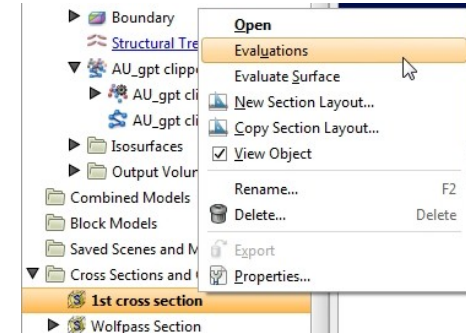 Boundary
Structural Tre
AU_gpt clipp
AU_gpt cli
AU_gpt cli
Isosurfaces
Output Volu
Combined Models
Block Models
Saved Scenes and M
Cross Sections and
1st cross section
Wolfpass Section
Open
Evaluations
Evaluate Surface
New Section Layout...
Copy Section Layout...
View Object
Rename... F2
Delete... Delete
Export
Properties...